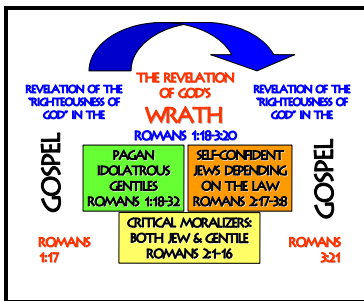 THE REVELATION
OF GOD'S
WRATH
ROMANS 1:18-3:20
REVELATION OF THE
"RIGHTEOUSNESS OF
GOD" IN THE
GOSPEL
ROMANS
1:17
PAGAN
IDOLATROUS
GENTILES
ROMANS 1:18-32
SELF-CONFIDENT
JEWS DEPENDING
ON THE LAW
ROMANS 2:17-3:8
CRITICAL MORALIZERS:
BOTH JEW & GENTILE
ROMANS 2:1-16
REVELATION OF THE
"RIGHTEOUSNESS OF
GOD" IN THE
GOSPEL
ROMANS
3:21